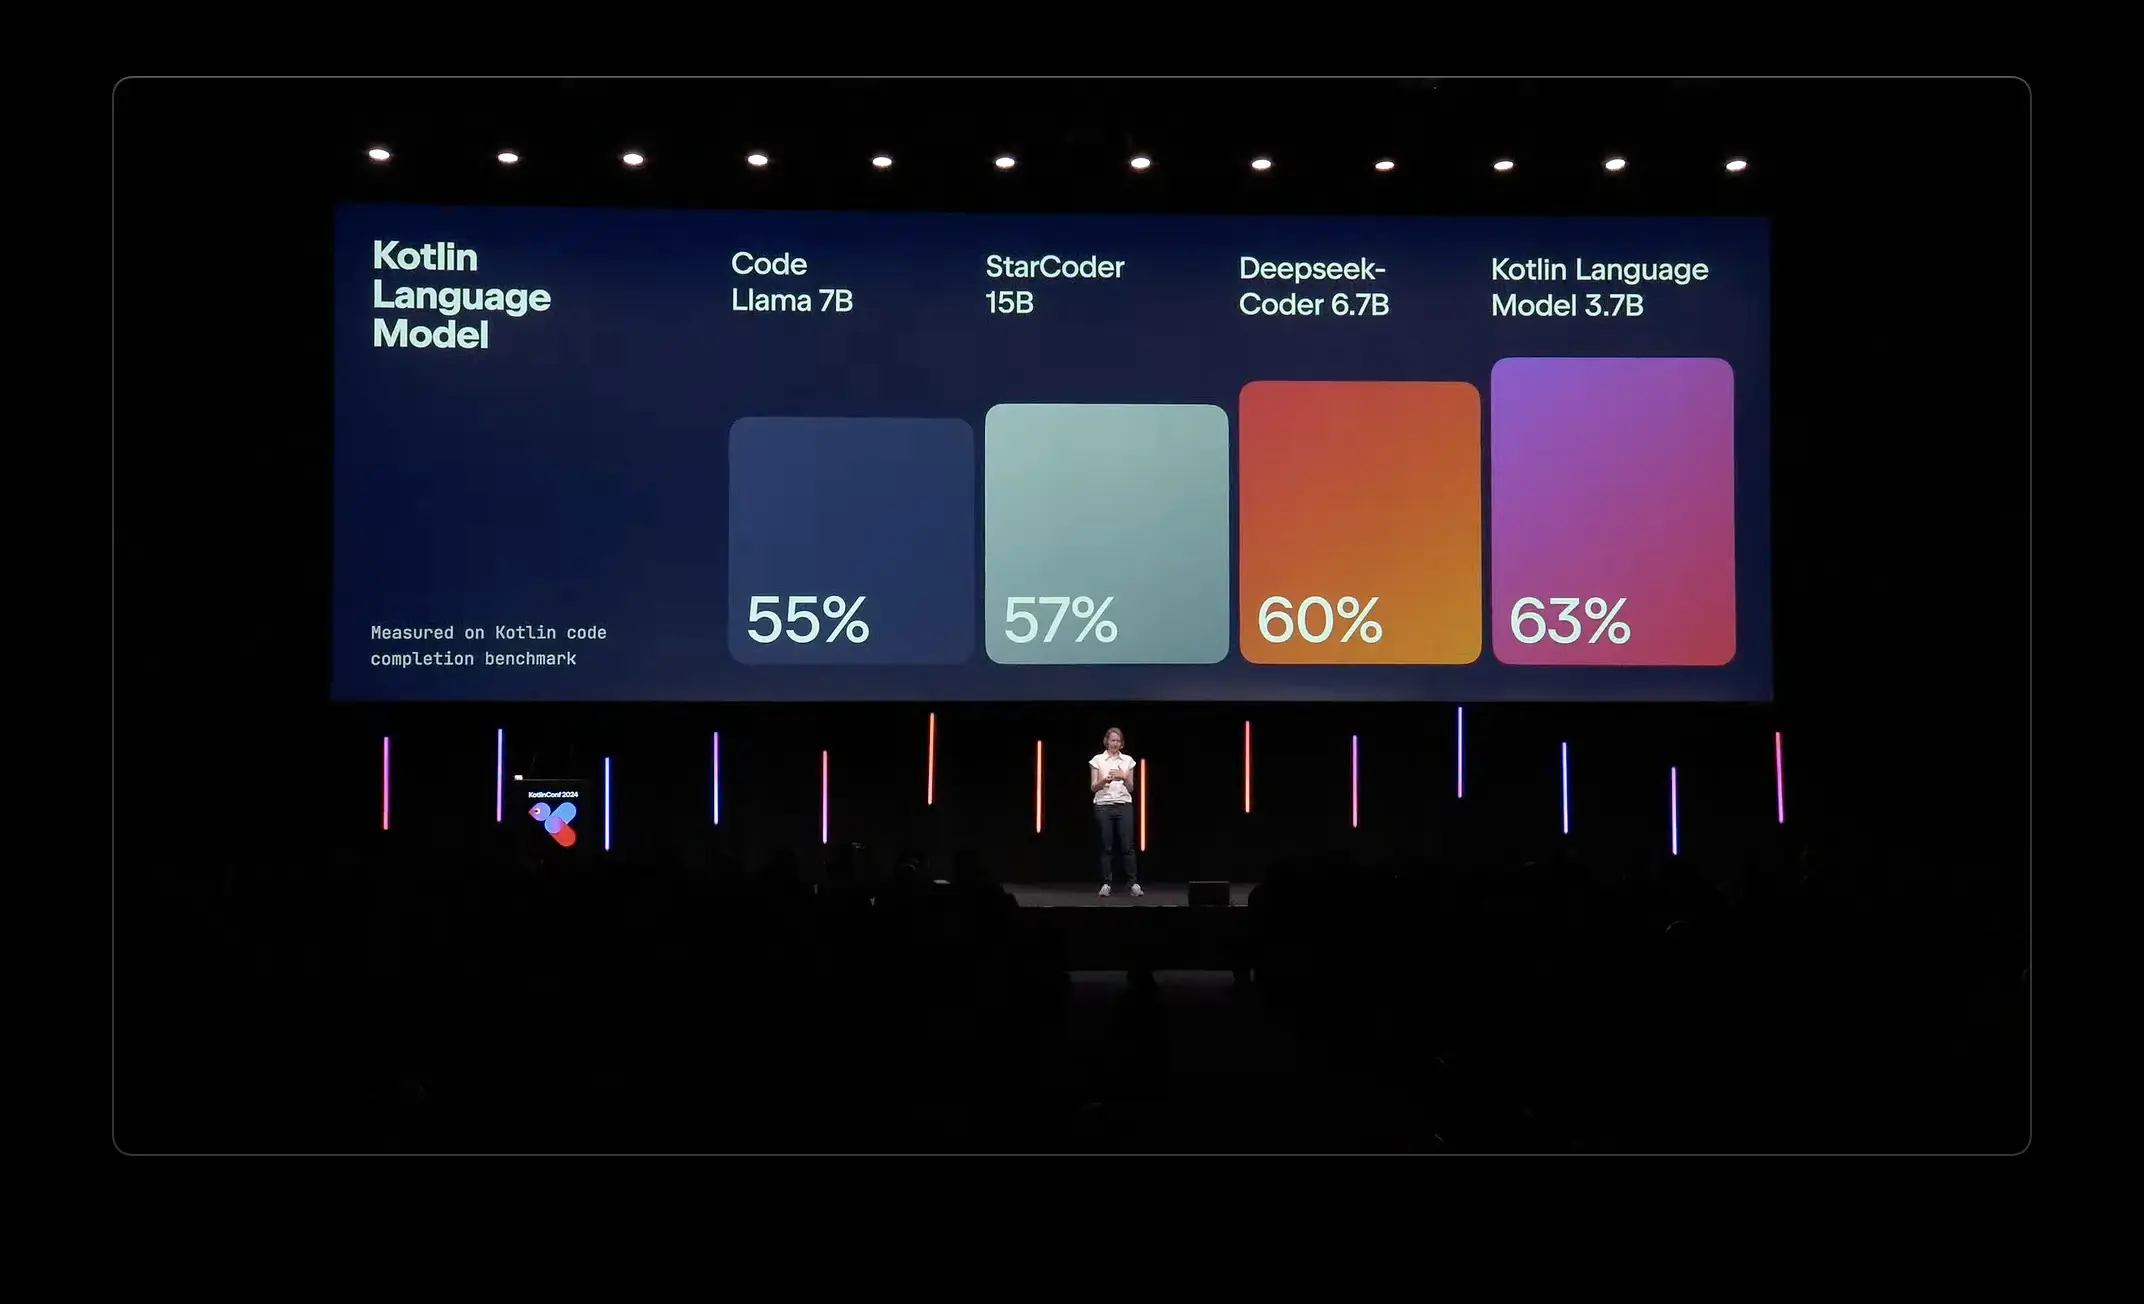 Kotlin
Language
Model
Measured on Kotlin code
completion benchmark
Code
Llama 7B
55%
StarCoder
15B
57%
Deepseek-
Coder 6.7B
60%
Kotlin Language
Model 3.7B
63%
KotlinConf 2024